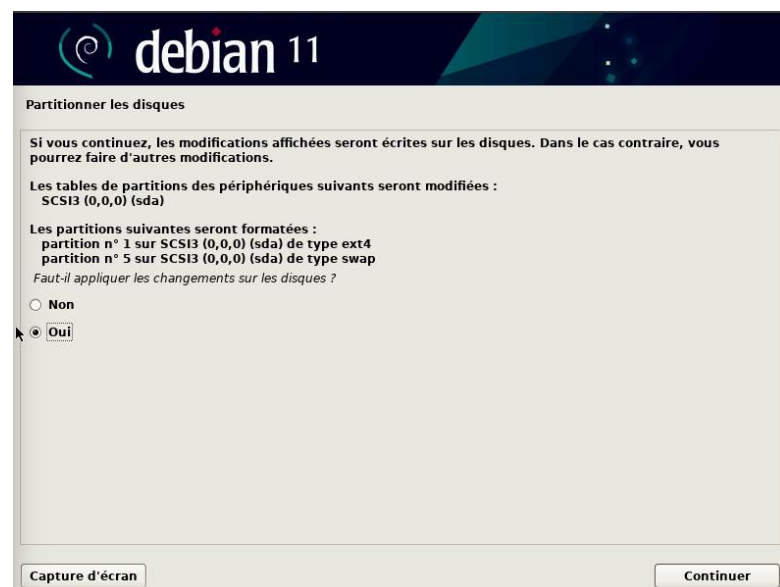 debian 11
Partitionner les disques
Si vous continuez, les modifications affichées seront écrites sur les disques. Dans le cas contraire, vous
pourrez faire d'autres modifications.
Les tables de partitions des périphériques suivants seront modifiées :
SCSI3 (0,0,0) (sda)
Les partitions suivantes seront formatées :
partition n° 1 sur SCSI3 (0,0,0) (sda) de type ext4
partition n° 5 sur SCSI3 (0,0,0) (sda) de type swap
Faut-il appliquer les changements sur les disques ?
Non
Oui
Capture d'écran
Continuer